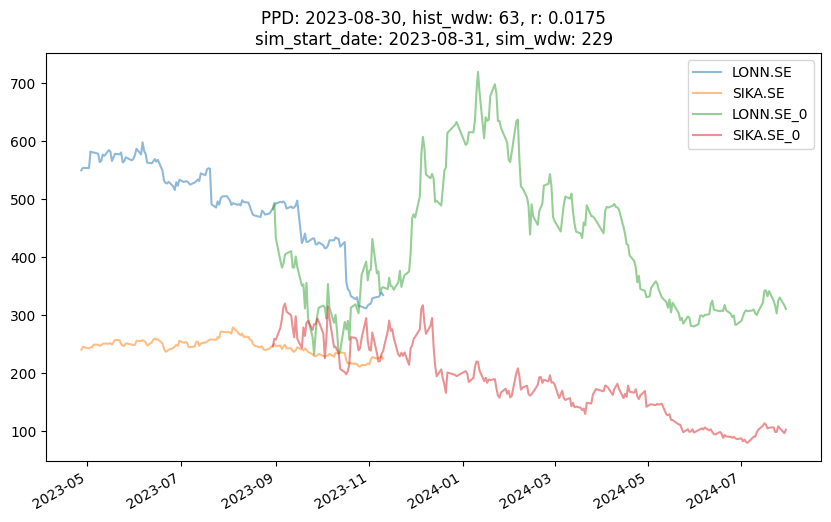 PPD: 2023-08-30, hist_wdw: 63, r: 0.0175
sim_start_date: 2023-08-31, sim_wdw: 229
LONN.SE
SIKA.SE
LONN.SE_0
SIKA.SE_0
700
600
500
400
300
200
100
2023-05
2023-07
2023-09
2023-11
2024-01
2024-03
2024-05
2024-07